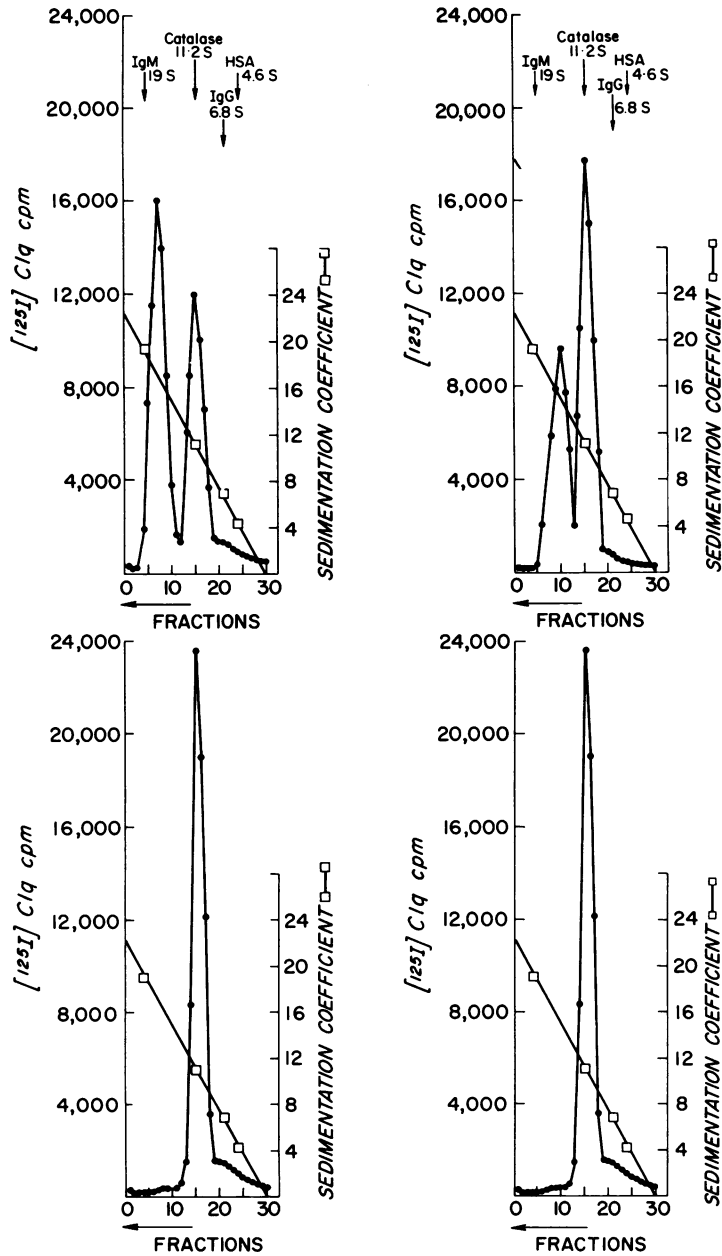 24,000
20,000
16,000
12,000
8,000
4,000
Catalase
11·2S
IgM
19 S
HSA
4.6 S
IgG
6.8 S
[125I] C1q cpm
24
20
16
12
8
4
SEDIMENTATION COEFFICIENT
0 10 20 30
FRACTIONS
24,000
20,000
16,000
12,000
8,000
4,000
Catalase
11·2S
IgM
19 S
HSA
4·6 S
IgG
6.8 S
[125I] C1q cpm
24
20
16
12
8
4
SEDIMENTATION COEFFICIENT
0 10 20 30
FRACTIONS
24,000
20,000
16,000
12,000
8,000
4,000
[125I] C1q cpm
24
20
16
12
8
4
SEDIMENTATION COEFFICIENT
0 10 20 30
FRACTIONS
24,000
20,000
16,000
12,000
8,000
4,000
[125I] C1q cpm
24
20
16
12
8
4
SEDIMENTATION COEFFICIENT
0 10 20 30
FRACTIONS